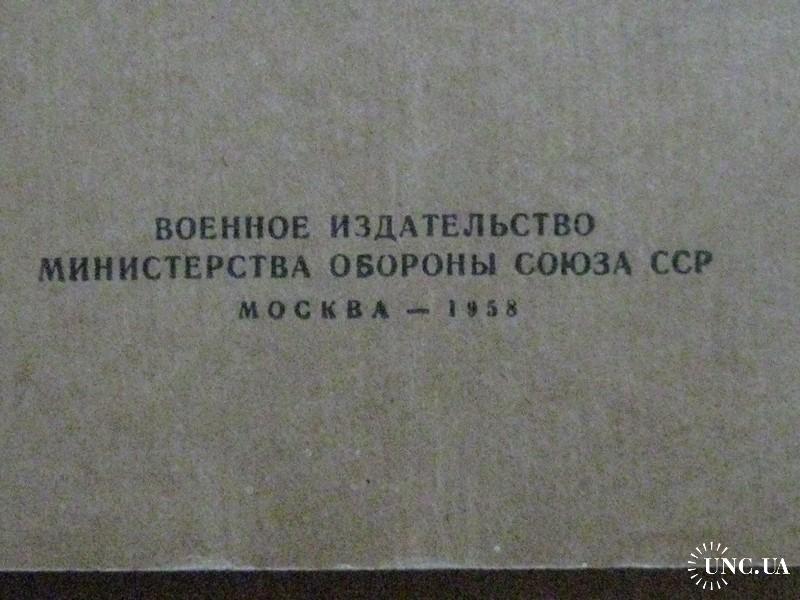 ВОЕННОЕ ИЗДАТЕЛЬСТВО
МИНИСТЕРСТВА ОБОРОНЫ СОЮЗА ССР
МОСКВА — 1958
UNC.UA